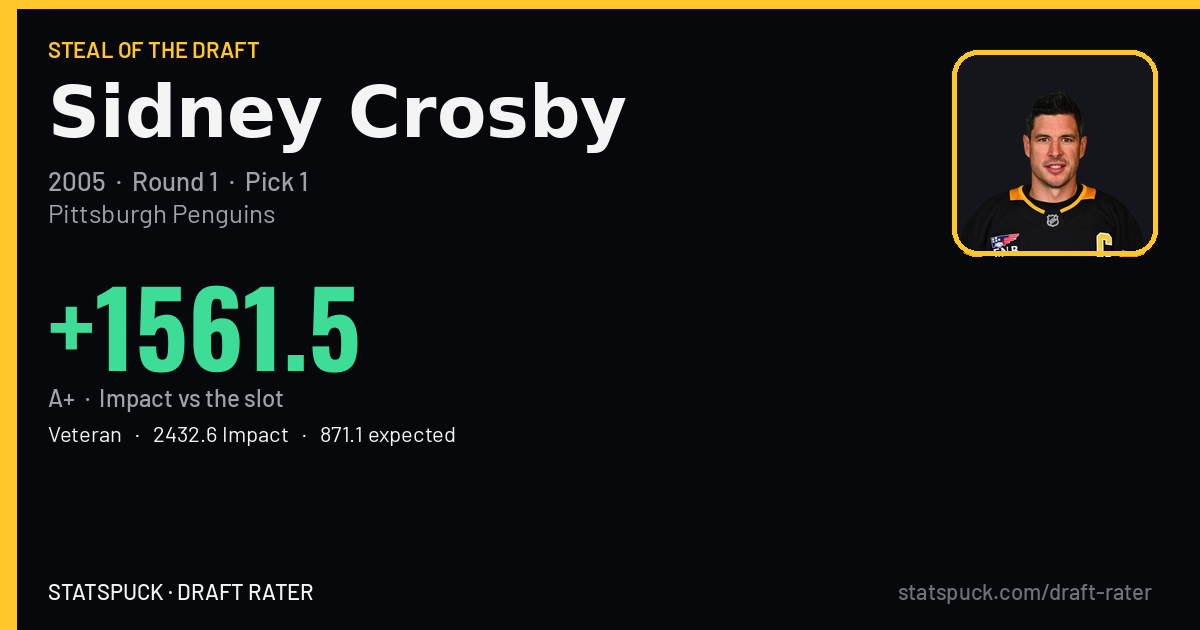 STEAL OF THE DRAFT
Sidney Crosby
2005 · Round 1 · Pick 1
Pittsburgh Penguins
FNB
C
+1561.5
A+ · Impact vs the slot
Veteran · 2432.6 Impact · 871.1 expected
STATSPUCK · DRAFT RATER
statspuck.com/draft-rater